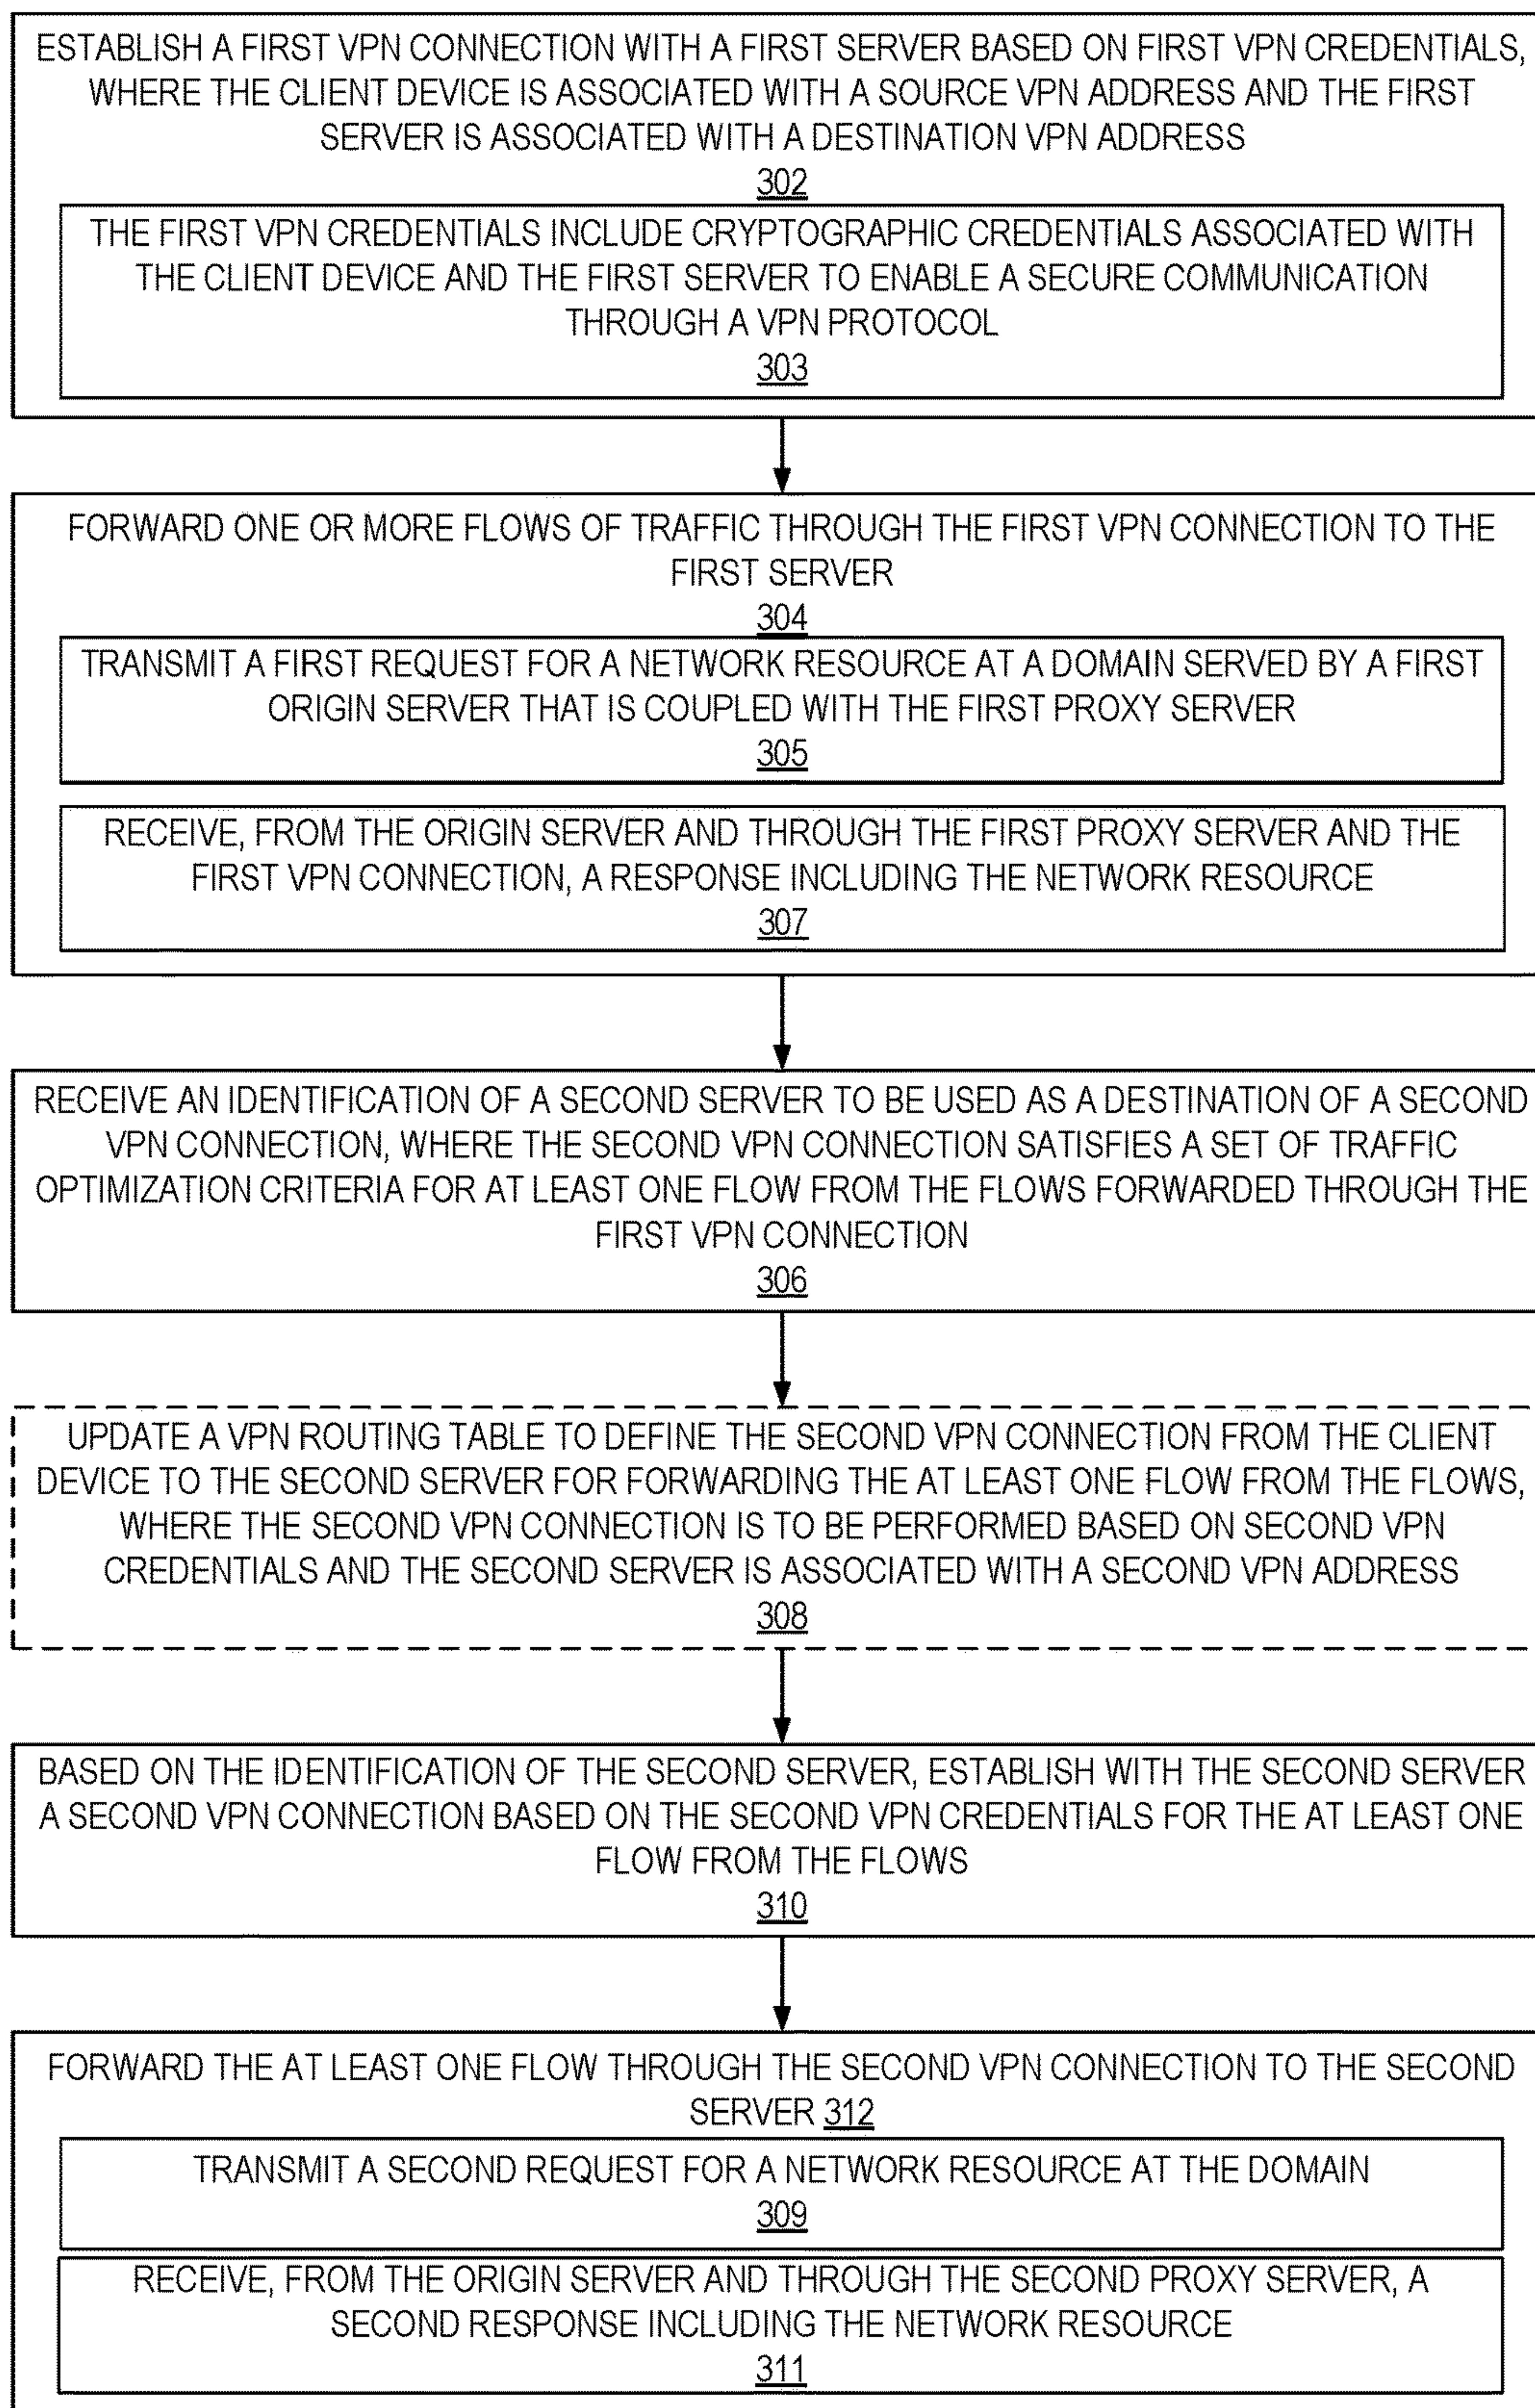 ESTABLISH A FIRST VPN CONNECTION WITH A FIRST SERVER BASED ON FIRST VPN CREDENTIALS,
WHERE THE CLIENT DEVICE IS ASSOCIATED WITH A SOURCE VPN ADDRESS AND THE FIRST
SERVER IS ASSOCIATED WITH A DESTINATION VPN ADDRESS
302
THE FIRST VPN CREDENTIALS INCLUDE CRYPTOGRAPHIC CREDENTIALS ASSOCIATED WITH
THE CLIENT DEVICE AND THE FIRST SERVER TO ENABLE A SECURE COMMUNICATION
THROUGH A VPN PROTOCOL
303
FORWARD ONE OR MORE FLOWS OF TRAFFIC THROUGH THE FIRST VPN CONNECTION TO THE
FIRST SERVER
304
TRANSMIT A FIRST REQUEST FOR A NETWORK RESOURCE AT A DOMAIN SERVED BY A FIRST
ORIGIN SERVER THAT IS COUPLED WITH THE FIRST PROXY SERVER
305
RECEIVE, FROM THE ORIGIN SERVER AND THROUGH THE FIRST PROXY SERVER AND THE
FIRST VPN CONNECTION, A RESPONSE INCLUDING THE NETWORK RESOURCE
307
RECEIVE AN IDENTIFICATION OF A SECOND SERVER TO BE USED AS A DESTINATION OF A SECOND
VPN CONNECTION, WHERE THE SECOND VPN CONNECTION SATISFIES A SET OF TRAFFIC
OPTIMIZATION CRITERIA FOR AT LEAST ONE FLOW FROM THE FLOWS FORWARDED THROUGH THE
FIRST VPN CONNECTION
306
UPDATE A VPN ROUTING TABLE TO DEFINE THE SECOND VPN CONNECTION FROM THE CLIENT
DEVICE TO THE SECOND SERVER FOR FORWARDING THE AT LEAST ONE FLOW FROM THE FLOWS,
WHERE THE SECOND VPN CONNECTION IS TO BE PERFORMED BASED ON SECOND VPN
CREDENTIALS AND THE SECOND SERVER IS ASSOCIATED WITH A SECOND VPN ADDRESS
308
BASED ON THE IDENTIFICATION OF THE SECOND SERVER, ESTABLISH WITH THE SECOND SERVER
A SECOND VPN CONNECTION BASED ON THE SECOND VPN CREDENTIALS FOR THE AT LEAST ONE
FLOW FROM THE FLOWS
310
FORWARD THE AT LEAST ONE FLOW THROUGH THE SECOND VPN CONNECTION TO THE SECOND
SERVER 312
TRANSMIT A SECOND REQUEST FOR A NETWORK RESOURCE AT THE DOMAIN
309
RECEIVE, FROM THE ORIGIN SERVER AND THROUGH THE SECOND PROXY SERVER, A
SECOND RESPONSE INCLUDING THE NETWORK RESOURCE
311